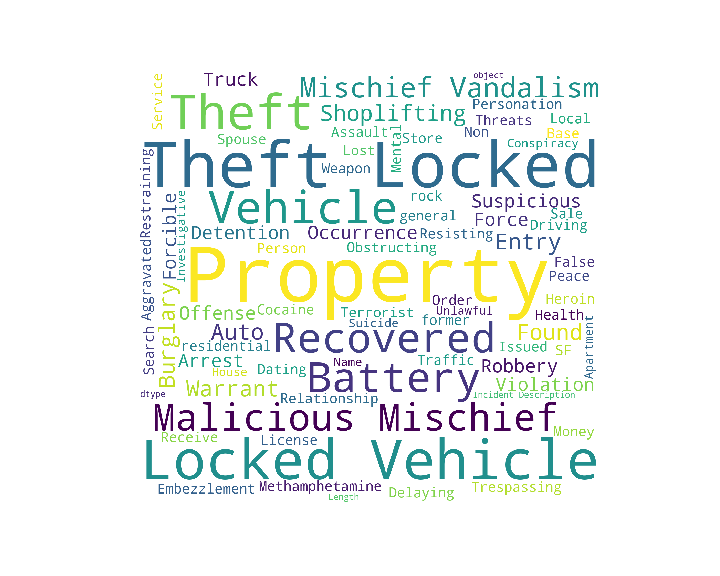 object
Service
Truck
Mischief Vandalism
Theft
Shoplifting
Personation
Threats
Local
Spouse
Assault
Mental
Store
Non
Base
Conspiracy
Lost
Theft Locked
Weapon
Restraining
Aggravated
Investigative
Forcible
Vehicle
rock
general
Suspicious
Force
Sale
Driving
Detention
Occurrence
Resisting
Entry
Person
Obstructing
Property
False
Peace
Search
Burglary
Offense
Cocaine
Order
Unlawful
Heroin
Health
Terrorist
Suicide
former
Auto
Recovered
Found
Apartment
residential
Issued
SF
Arrest
House
Dating
Name
Traffic
Robbery
Battery
Warrant
Violation
dtype
Relationship
Incident Description
Malicious Mischief
Receive
License
Money
Locked Vehicle
Embezzlement
Methamphetamine
Length
Delaying
Trespassing